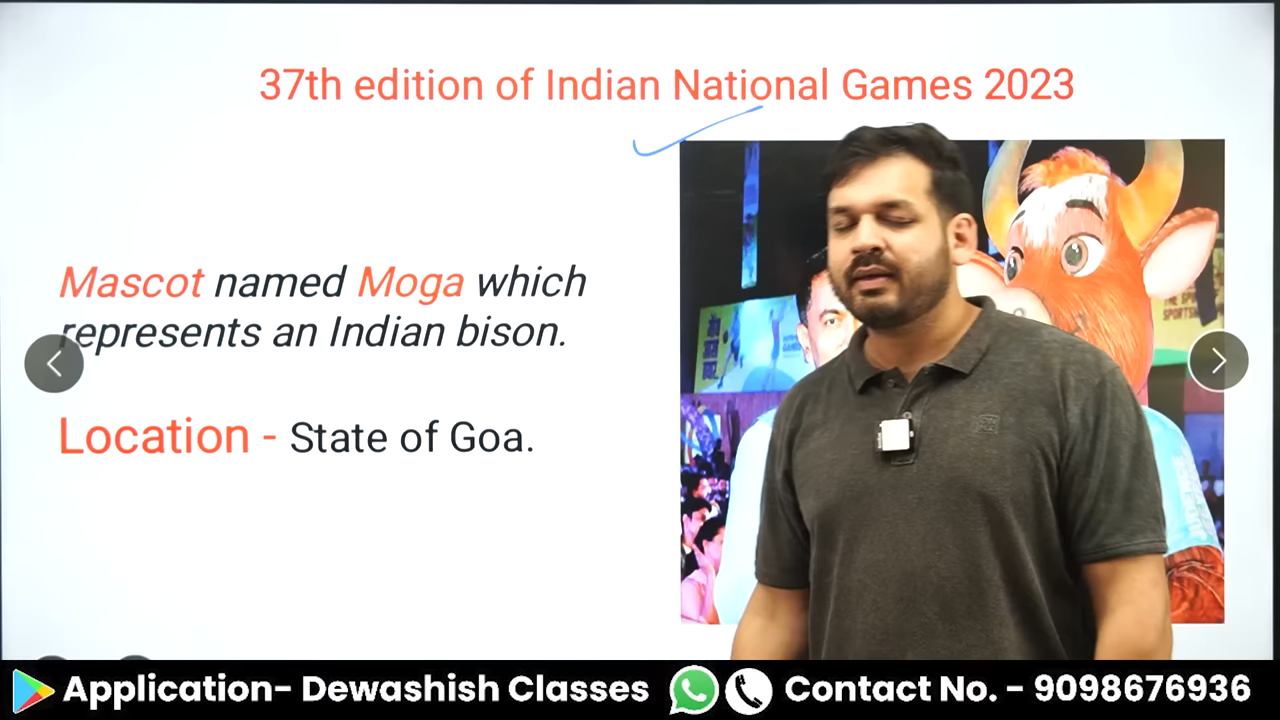 37th edition of Indian National Games 2023
Mascot named Moga which
represents an Indian bison.
Location - State of Goa.
Application- Dewashish Classes
Contact No. - 9098676936